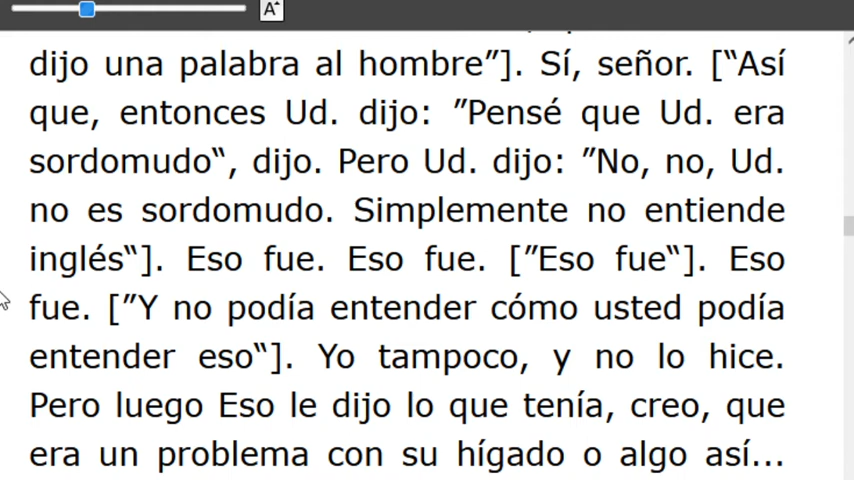 A
dijo una palabra al hombre”]. Sí, señor. [‟Así
que, entonces Ud. dijo: ”Pensé que Ud. era
sordomudo‟, dijo. Pero Ud. dijo: ”No, no, Ud.
no es sordomudo. Simplemente no entiende
inglés‟]. Eso fue. Eso fue. [”Eso fue‟]. Eso
fue. [”Y no podía entender cómo usted podía
entender eso‟]. Yo tampoco, y no lo hice.
Pero luego Eso le dijo lo que tenía, creo, que
era un problema con su hígado o algo así...